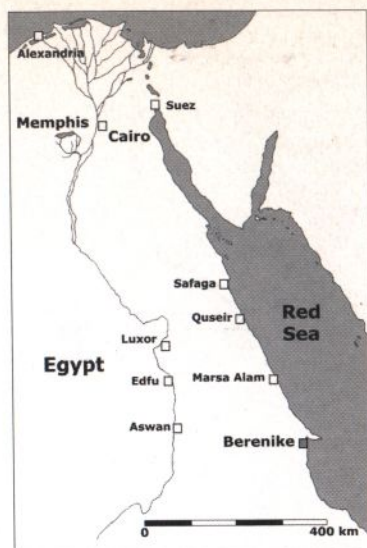 Alexandria
Suez
Memphis
Cairo
Safaga
Quseir
Red
Sea
Luxor
Egypt
Edfu
Marsa Alam
Aswan
Berenike
0 400 km